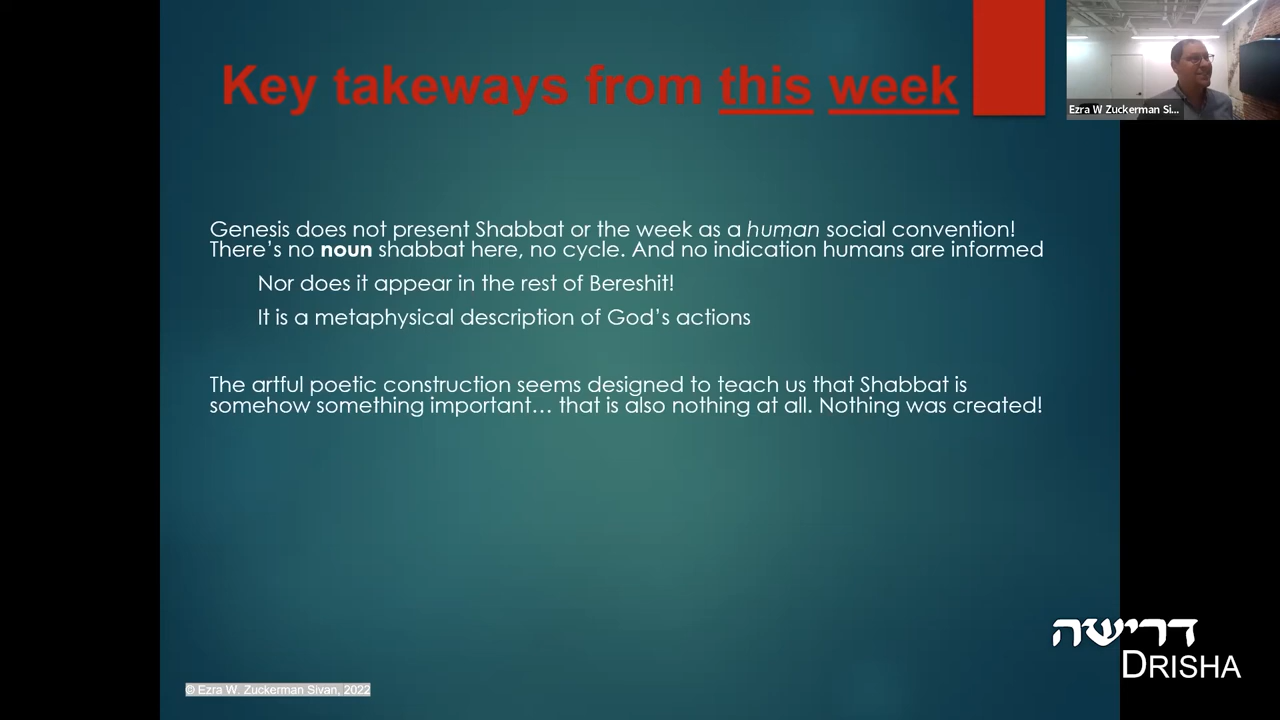 Key takeways from this week
Ezra W Zuckerman Si...
Genesis does not present Shabbat or the week as a human social convention!
There's no noun shabbat here, no cycle. And no indication humans are informed
Nor does it appear in the rest of Bereshit!
It is a metaphysical description of God's actions
The artful poetic construction seems designed to teach us that Shabbat is
somehow something important... that is also nothing at all. Nothing was created!
דרישה
DRISHA
© Ezra W. Zuckerman Sivan, 2022